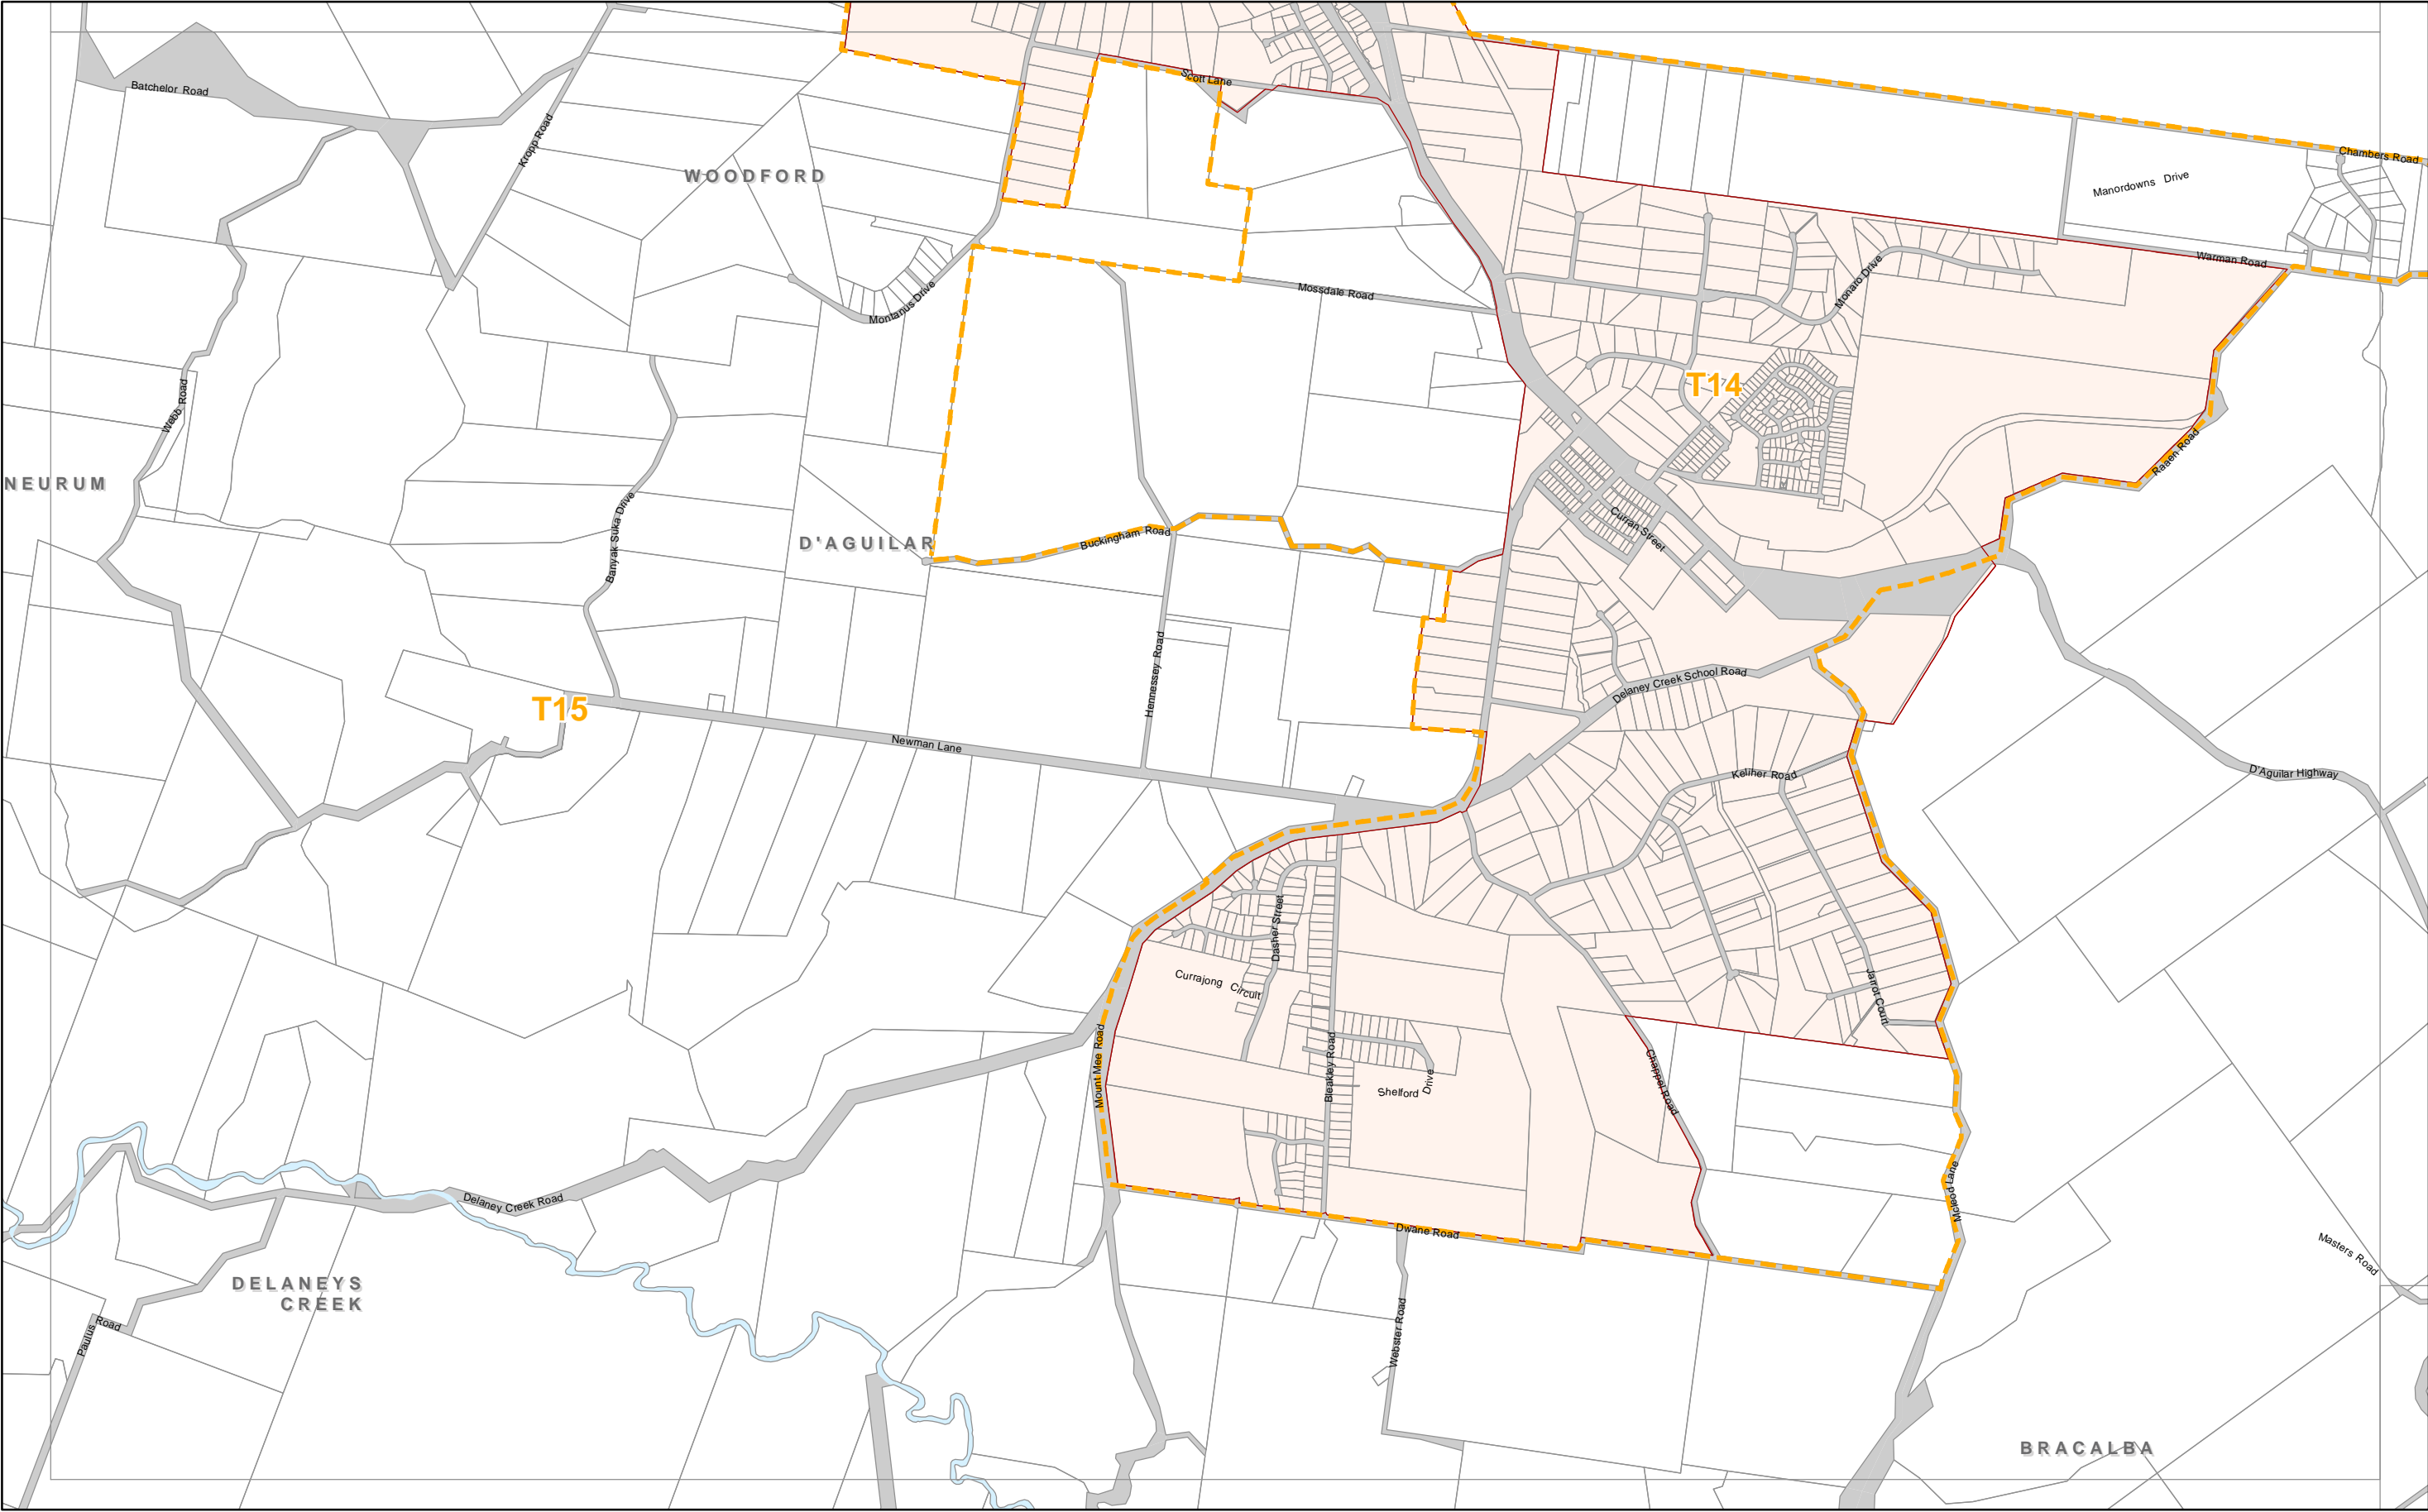 Scott Lane
Batchelor Road
Kropp Road
Chambers Road
WOODFORD
Manordowns Drive
Warman Road
Monaro Drive
Mossdale Road
Montanus Drive
T14
Webb Road
Raaen Road
NEURUM
Banyak Suka Drive
Curran Street
D'AGUILAR
Buckingham Road
Hennessey Road
Delaney Creek School Road
T15
Newman Lane
Keliher Road
D'Aguilar Highway
Dasher Street
Currajong Circuit
Jarrot Court
Mount Mee Road
Bleakley Road
Shelford Drive
Chappel Road
Mcleod Lane
Delaney Creek Road
Dwane Road
Masters Road
DELANEYS
CREEK
Paulus Road
Webster Road
BRACALBA